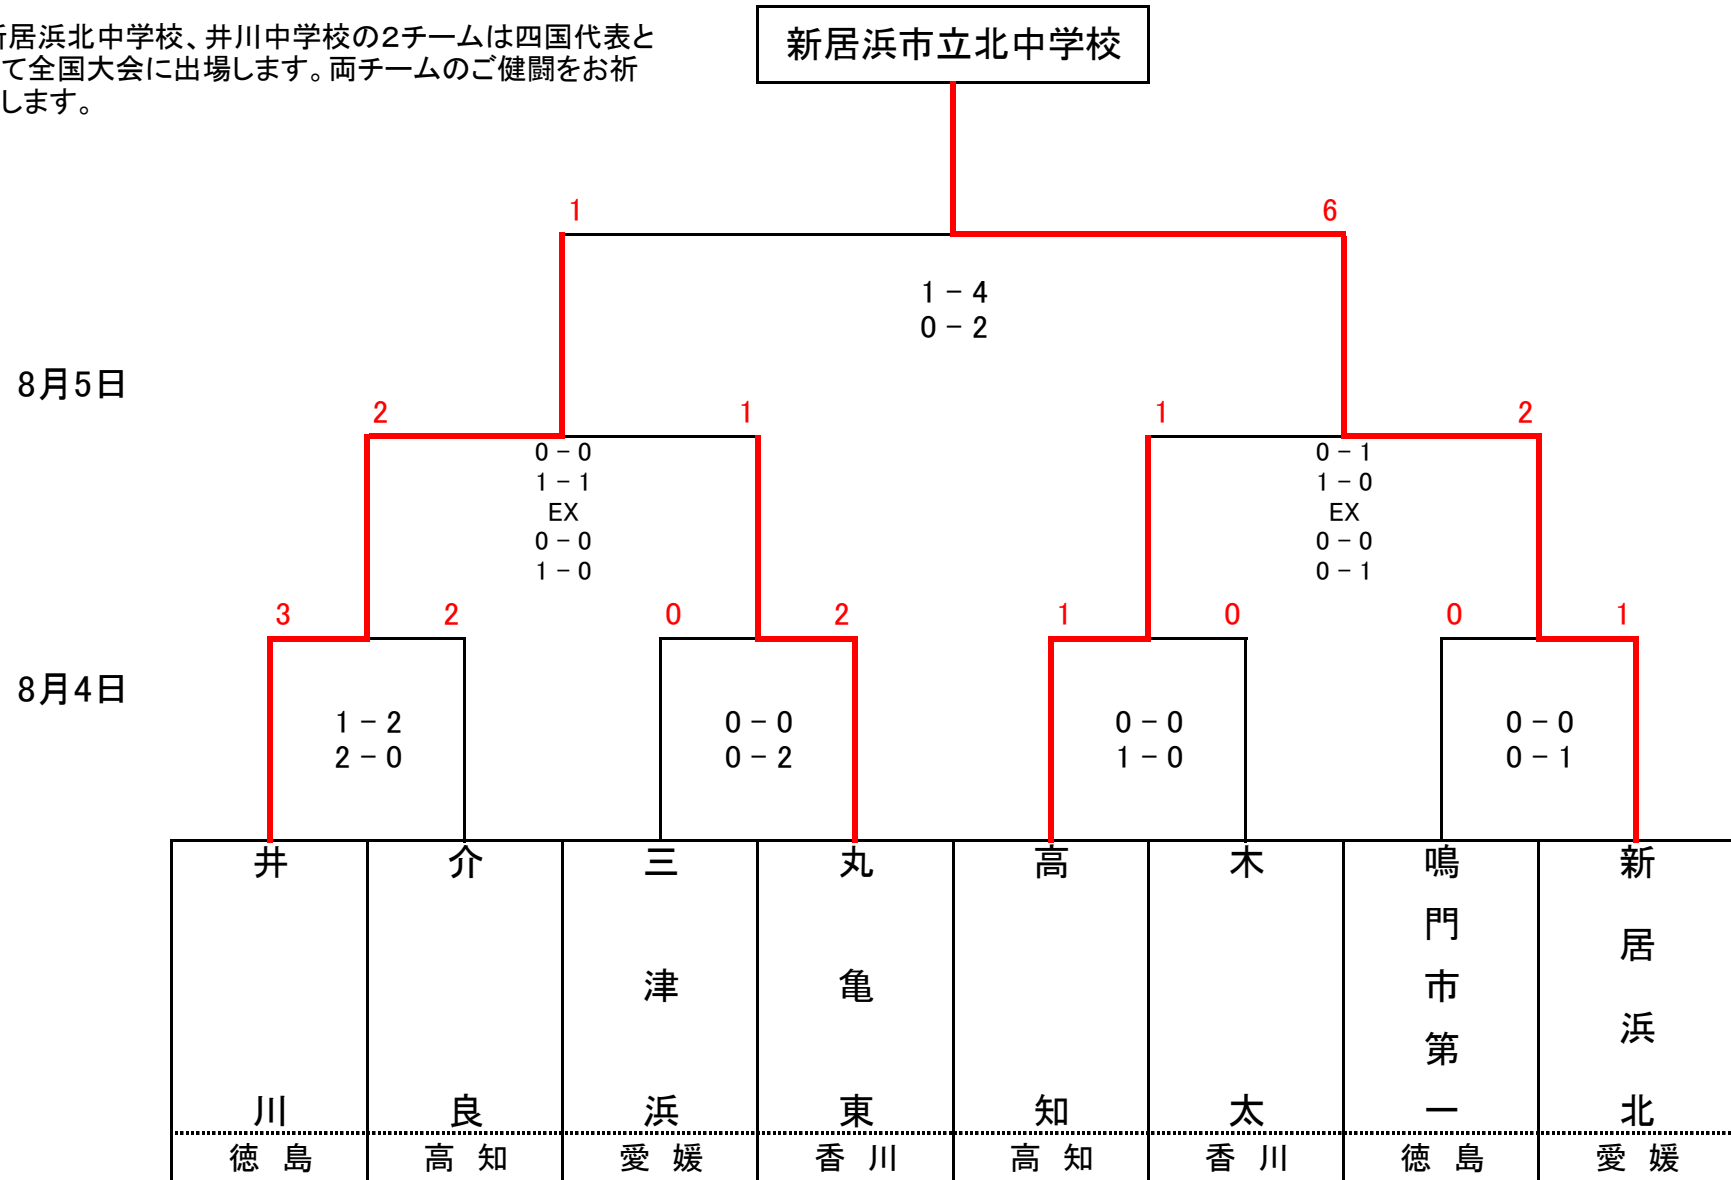 居浜北中学校、井川中学校の2チームは四国代表と
て全国大会に出場します。両チームのご健闘をお祈
します。
新居浜市立北中学校
1 6
1 - 4
0 - 2
8月5日
2 1 1 2
0 - 0 0 - 1
1 - 1 1 - 0
EX EX
0 - 0 0 - 0
1 - 0 0 - 1
3 2 0 2 1 0 0 1
8月4日
1 - 2 0 - 0 0 - 0 0 - 0
2 - 0 0 - 2 1 - 0 0 - 1
井川
介良
三津浜
丸亀東
高知
木太
鳴門市第一
新居浜北
徳島 高知 愛媛 香川 高知 香川 徳島 愛媛